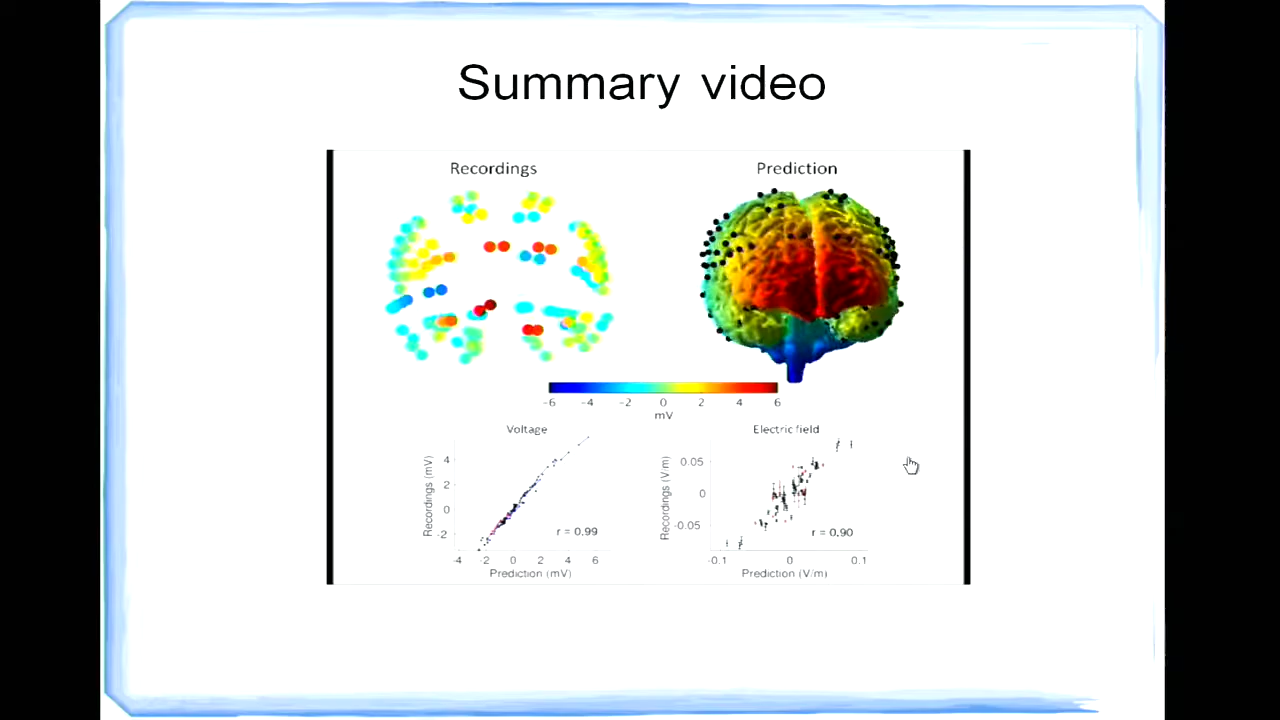 Summary video
Recordings
Prediction
-6 -4 -2 0 2 4 6
mV
Voltage
Recordings (mV)
4
2
0
-2
r = 0.99
-4 -2 0 2 4 6
Prediction (mV)
Electric field
Recordings (V/m)
0.05
0
-0.05
r = 0.90
-0.1 0 0.1
Prediction (V/m)